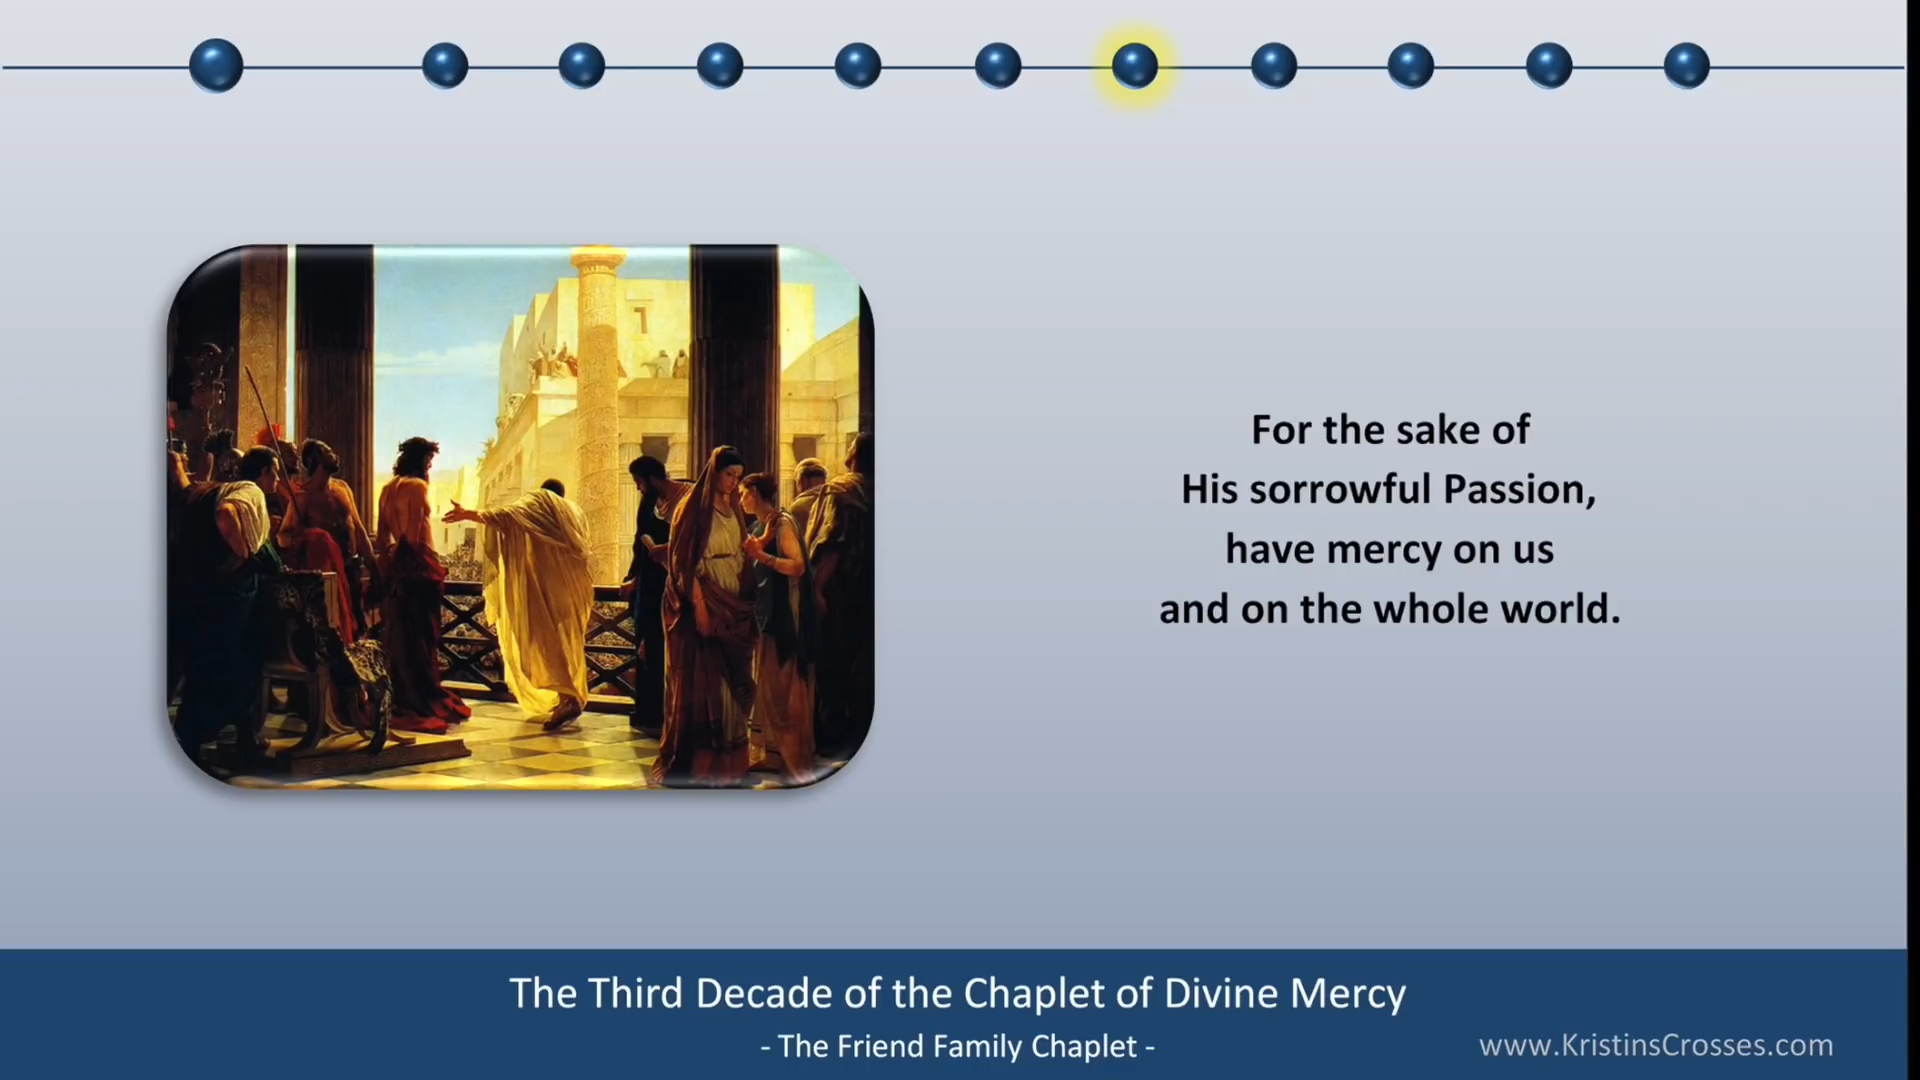 For the sake of
His sorrowful Passion,
have mercy on us
and on the whole world.
The Third Decade of the Chaplet of Divine Mercy
- The Friend Family Chaplet -
www.KristinsCrosses.com